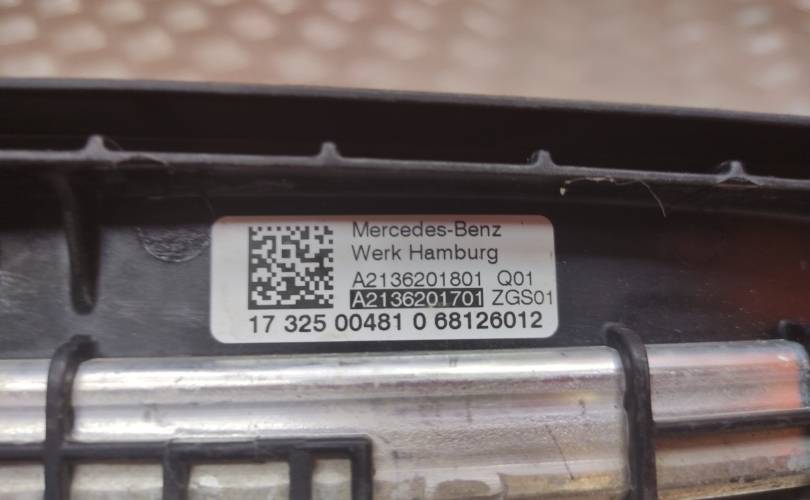 Mercedes-Benz
Werk Hamburg
A2136201801 Q01
A2136201701 ZGS01
17 325 00481 0 68126012